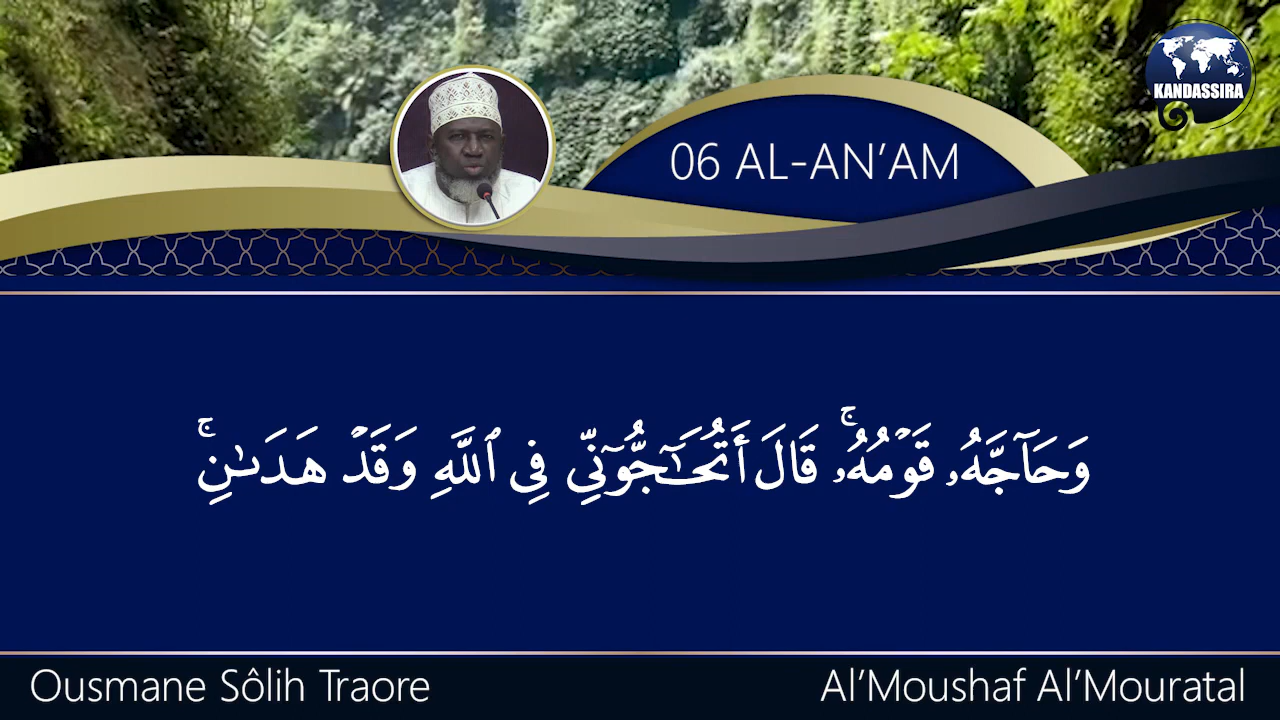 KANDASSIRA
06 AL-AN’AM
وَحَآجَّهُۥ قَوْمُهُۥۚ قَالَ أَتُحَـٰٓجُّوٓنِّى فِى ٱللَّهِ وَقَدْ هَدَىٰنِۚ
Ousmane Sôlih Traore
Al’Moushaf Al’Mouratal